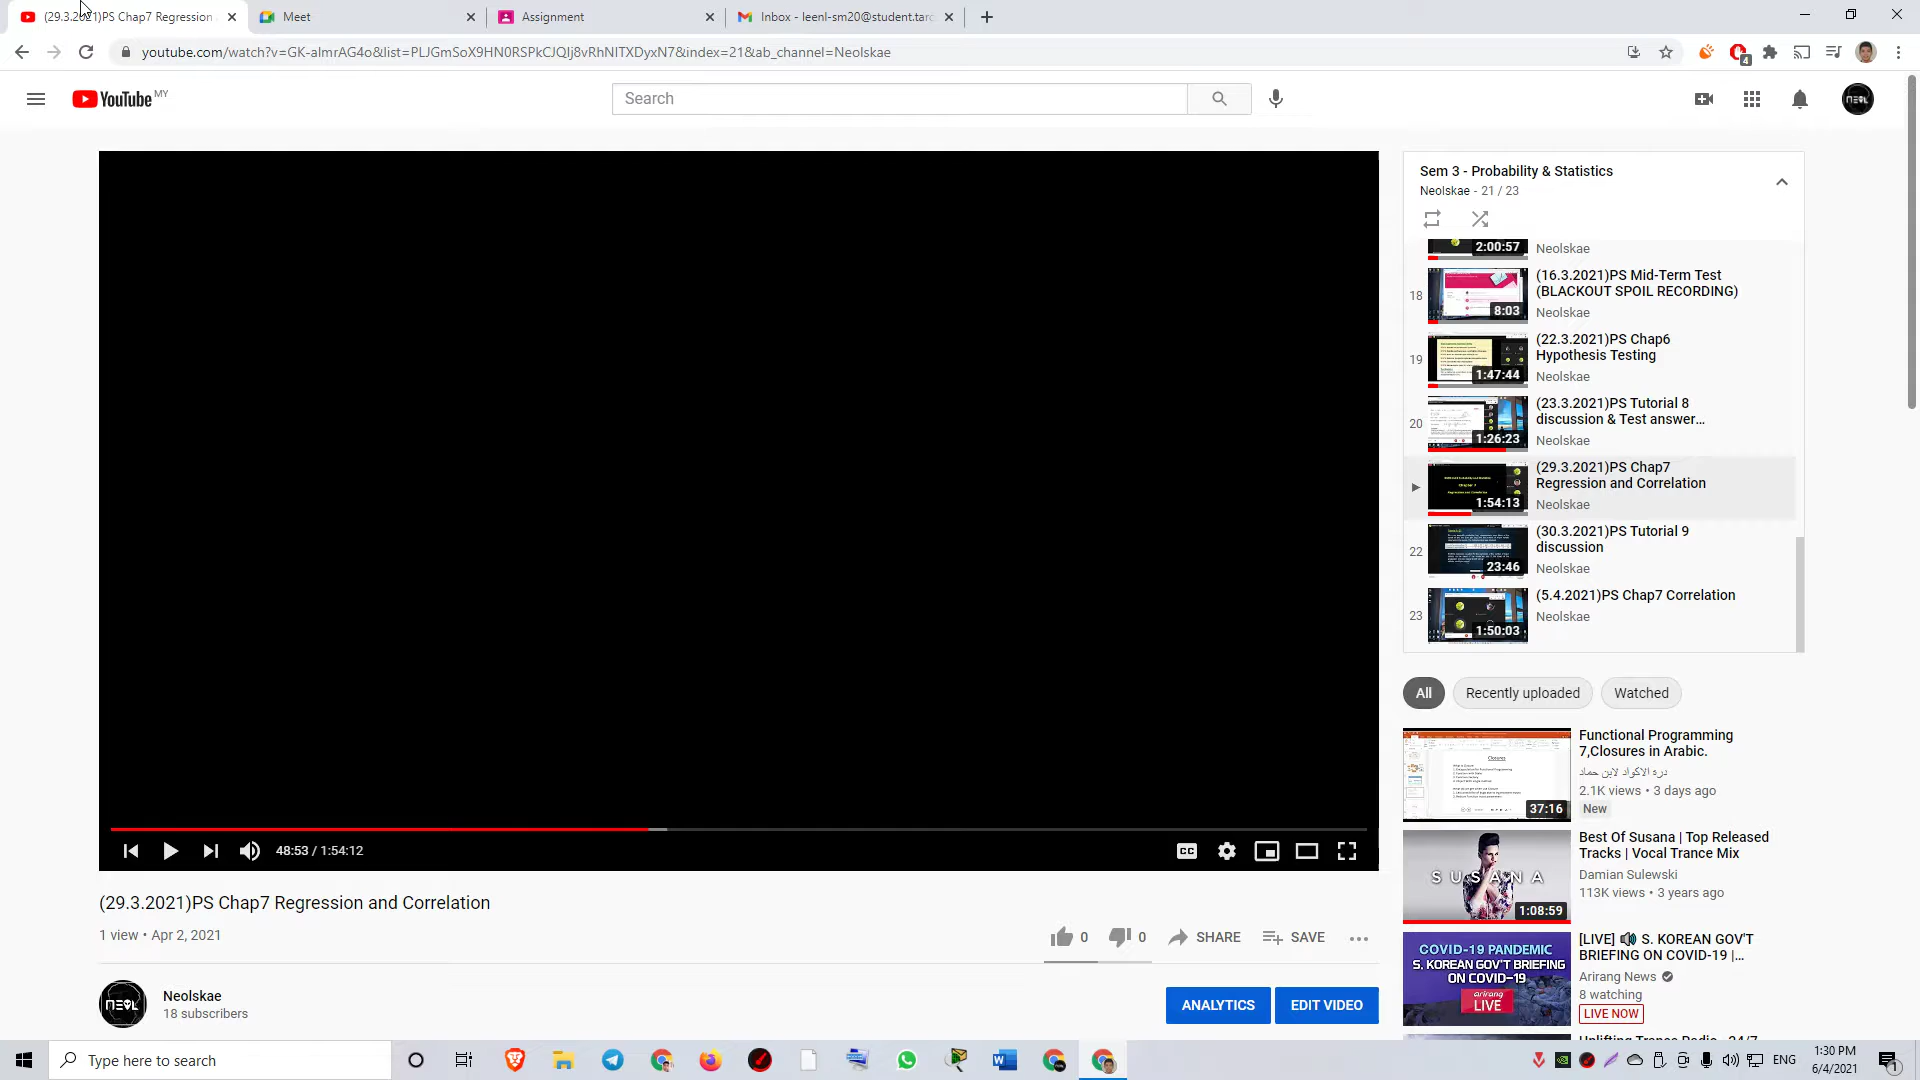 (29.3.2021)PS Chap7 Regression
Meet
Assignment
Inbox - leenl-sm20@student.tarc
youtube.com/watch?v=GK-almrAG4o&list=PLJGmSoX9HN0RSPkCJQlj8vRhNITXDyxN7&index=21&ab_channel=Neolskae
4
YouTube MY
Search
Sem 3 - Probability & Statistics
Neolskae - 21 / 23
2:00:57
Neolskae
18
8:03
(16.3.2021)PS Mid-Term Test
(BLACKOUT SPOIL RECORDING)
Neolskae
19
1:47:44
(22.3.2021)PS Chap6
Hypothesis Testing
Neolskae
20
1:26:23
(23.3.2021)PS Tutorial 8
discussion & Test answer...
Neolskae
1:54:13
(29.3.2021)PS Chap7
Regression and Correlation
Neolskae
22
23:46
(30.3.2021)PS Tutorial 9
discussion
Neolskae
23
1:50:03
(5.4.2021)PS Chap7 Correlation
Neolskae
All
Recently uploaded
Watched
Closures
37:16
Functional Programming
7,Closures in Arabic.
درة الاكواد لابن حماد
2.1K views • 3 days ago
New
SUSANA
1:08:59
Best Of Susana | Top Released
Tracks | Vocal Trance Mix
Damian Sulewski
113K views • 3 years ago
COVID-19 PANDEMIC
S. KOREAN GOV'T BRIEFING
ON COVID-19
arirang
LIVE
[LIVE] 🔊 S. KOREAN GOV'T
BRIEFING ON COVID-19 |...
Arirang News
8 watching
LIVE NOW
48:53 / 1:54:12
CC
(29.3.2021)PS Chap7 Regression and Correlation
1 view • Apr 2, 2021
0
0
SHARE
SAVE
NEOL
Neolskae
18 subscribers
ANALYTICS
EDIT VIDEO
Type here to search
ENG
1:30 PM
6/4/2021
1